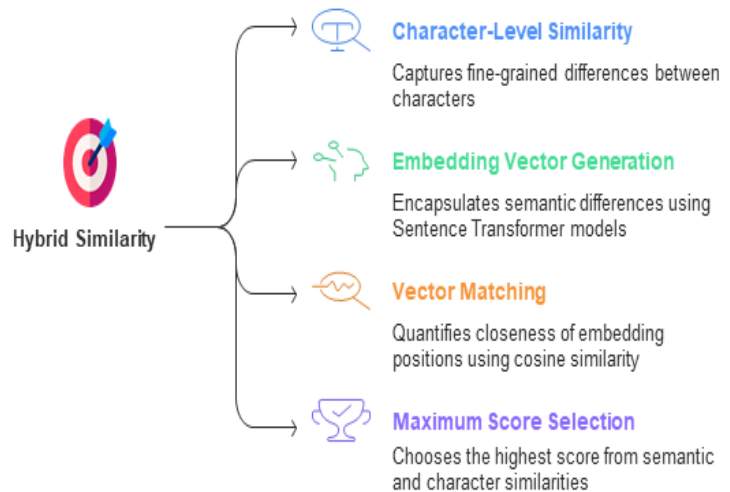 Character-Level Similarity
Captures fine-grained differences between
characters
Embedding Vector Generation
Encapsulates semantic differences using
Sentence Transformer models
Hybrid Similarity
Vector Matching
Quantifies closeness of embedding
positions using cosine similarity
Maximum Score Selection
Chooses the highest score from semantic
and character similarities